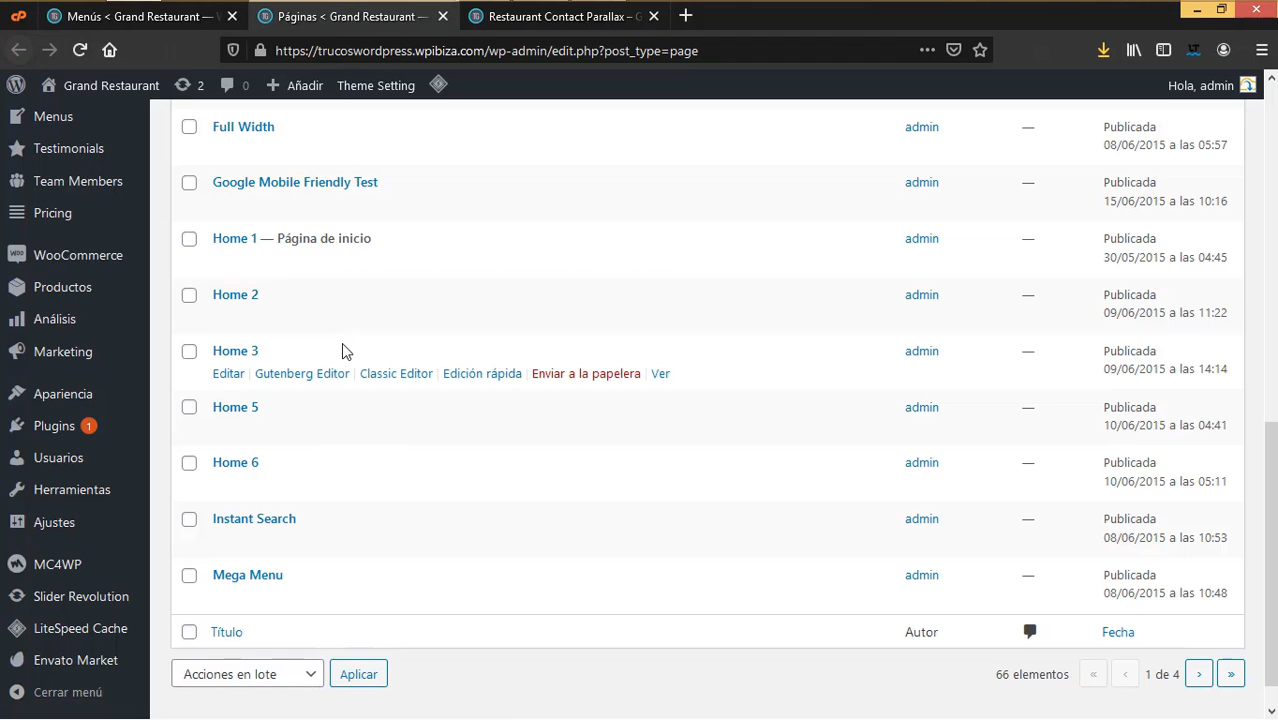 Menús < Grand Restaurant —
Páginas < Grand Restaurant —
Restaurant Contact Parallax – G
https://trucoswordpress.wpibiza.com/wp-admin/edit.php?post_type=page
Grand Restaurant
2
0
Añadir
Theme Setting
Hola, admin
Menus
Testimonials
Team Members
Pricing
WooCommerce
Productos
Análisis
Marketing
Apariencia
Plugins 1
Usuarios
Herramientas
Ajustes
MC4WP
Slider Revolution
LiteSpeed Cache
Envato Market
Cerrar menú
Full Width
admin
—
Publicada
08/06/2015 a las 05:57
Google Mobile Friendly Test
admin
—
Publicada
15/06/2015 a las 10:16
Home 1 — Página de inicio
admin
—
Publicada
30/05/2015 a las 04:45
Home 2
admin
—
Publicada
09/06/2015 a las 11:22
Home 3
admin
—
Publicada
09/06/2015 a las 14:14
Editar | Gutenberg Editor | Classic Editor | Edición rápida | Enviar a la papelera | Ver
Home 5
admin
—
Publicada
10/06/2015 a las 04:41
Home 6
admin
—
Publicada
10/06/2015 a las 05:11
Instant Search
admin
—
Publicada
08/06/2015 a las 10:53
Mega Menu
admin
—
Publicada
08/06/2015 a las 10:48
Título
Autor
Fecha
Acciones en lote
Aplicar
66 elementos
« ‹ 1 de 4 › »